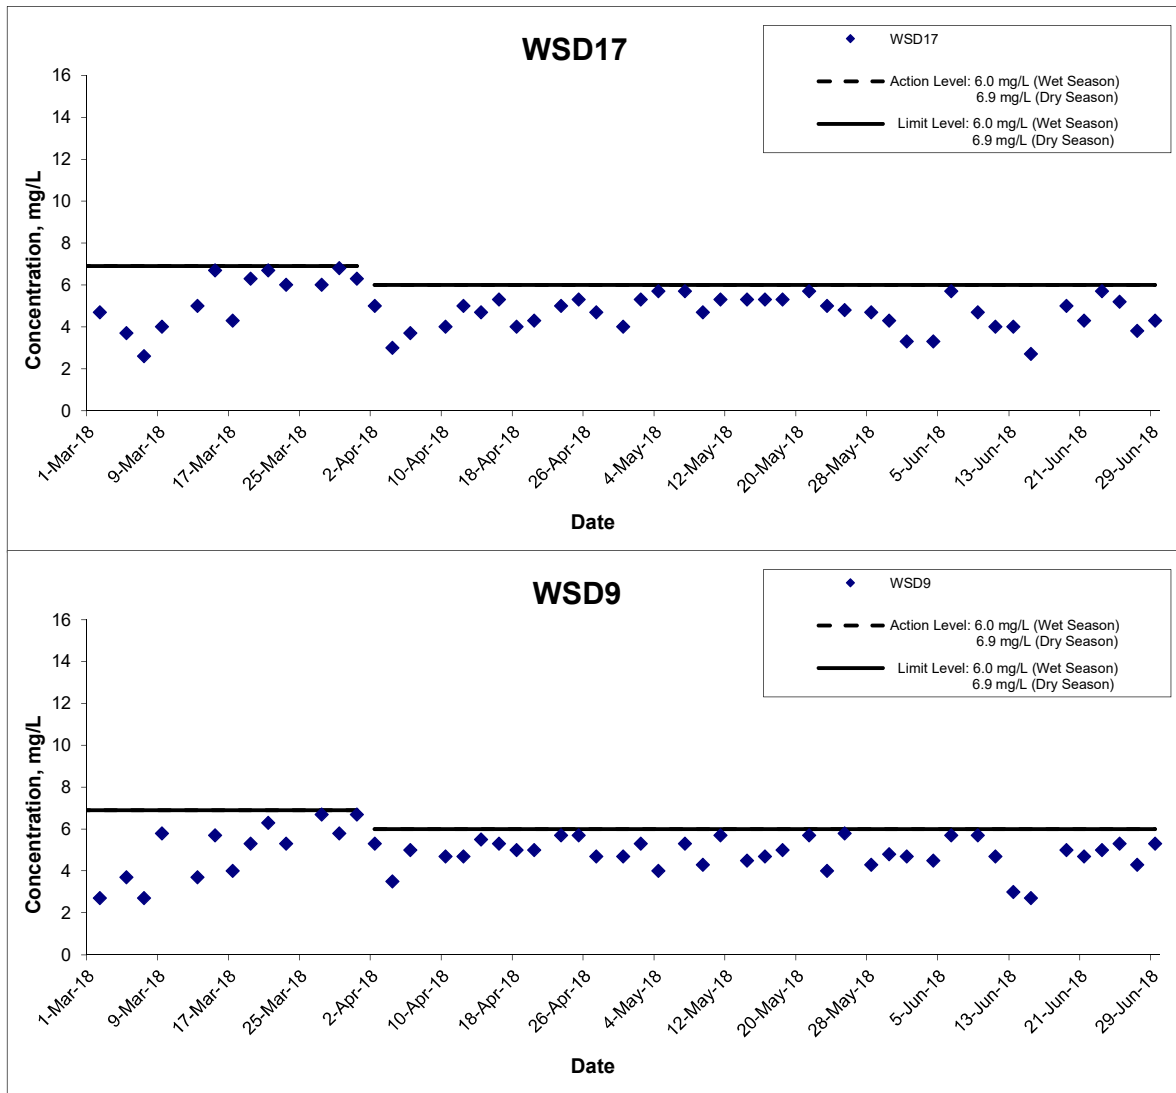 WSD17
WSD17
Action Level: 6.0 mg/L (Wet Season)
6.9 mg/L (Dry Season)
Limit Level: 6.0 mg/L (Wet Season)
6.9 mg/L (Dry Season)
Concentration, mg/L
16
14
12
10
8
6
4
2
0
1-Mar-18
9-Mar-18
17-Mar-18
25-Mar-18
2-Apr-18
10-Apr-18
18-Apr-18
26-Apr-18
4-May-18
12-May-18
20-May-18
28-May-18
5-Jun-18
13-Jun-18
21-Jun-18
29-Jun-18
Date
WSD9
WSD9
Action Level: 6.0 mg/L (Wet Season)
6.9 mg/L (Dry Season)
Limit Level: 6.0 mg/L (Wet Season)
6.9 mg/L (Dry Season)
Concentration, mg/L
16
14
12
10
8
6
4
2
0
1-Mar-18
9-Mar-18
17-Mar-18
25-Mar-18
2-Apr-18
10-Apr-18
18-Apr-18
26-Apr-18
4-May-18
12-May-18
20-May-18
28-May-18
5-Jun-18
13-Jun-18
21-Jun-18
29-Jun-18
Date